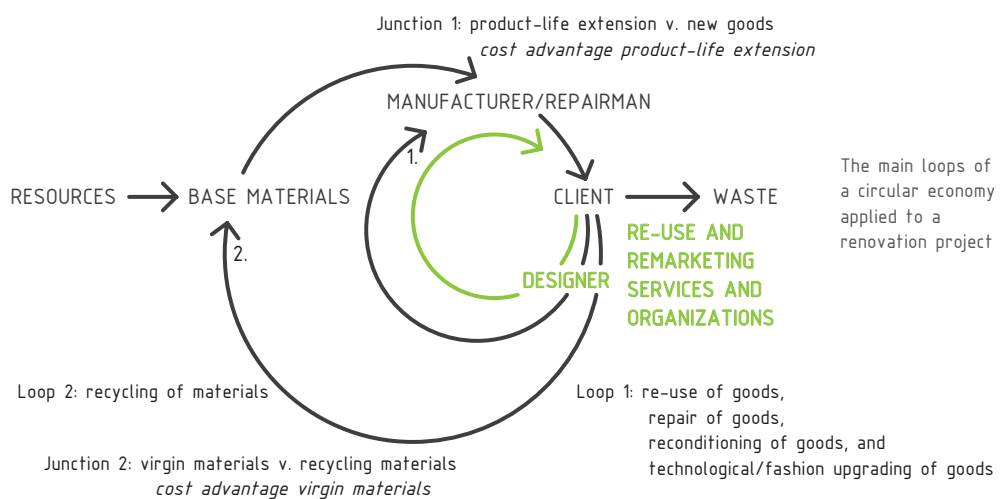 Junction 1: product-life extension v. new goods
cost advantage product-life extension
MANUFACTURER/REPAIRMAN
1.
RESOURCES
BASE MATERIALS
CLIENT
WASTE
The main loops of
a circular economy
applied to a
renovation project
2.
RE-USE AND
REMARKETING
SERVICES AND
ORGANIZATIONS
DESIGNER
Loop 2: recycling of materials
Loop 1: re-use of goods,
repair of goods,
reconditioning of goods, and
technological/fashion upgrading of goods
Junction 2: virgin materials v. recycling materials
cost advantage virgin materials